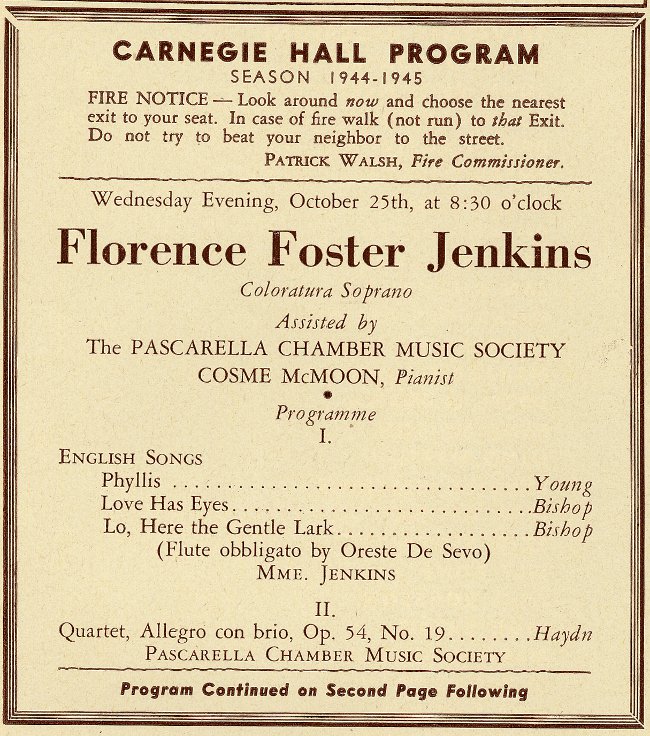 CARNEGIE HALL PROGRAM
SEASON 1944-1945
FIRE NOTICE — Look around now and choose the nearest
exit to your seat. In case of fire walk (not run) to that Exit.
Do not try to beat your neighbor to the street.
PATRICK WALSH, Fire Commissioner.
Wednesday Evening, October 25th, at 8:30 o'clock
Florence Foster Jenkins
Coloratura Soprano
Assisted by
The PASCARELLA CHAMBER MUSIC SOCIETY
COSME McMOON, Pianist
Programme
I.
ENGLISH SONGS
Phyllis . . . . . . . . . . . . . . . . . . . . . . . . . . . . . . . . . Young
Love Has Eyes. . . . . . . . . . . . . . . . . . . . . . . . . . . . Bishop
Lo, Here the Gentle Lark. . . . . . . . . . . . . . . . . . Bishop
(Flute obbligato by Oreste De Sevo)
MME. JENKINS
II.
Quartet, Allegro con brio, Op. 54, No. 19. . . . . . . . Haydn
PASCARELLA CHAMBER MUSIC SOCIETY
Program Continued on Second Page Following